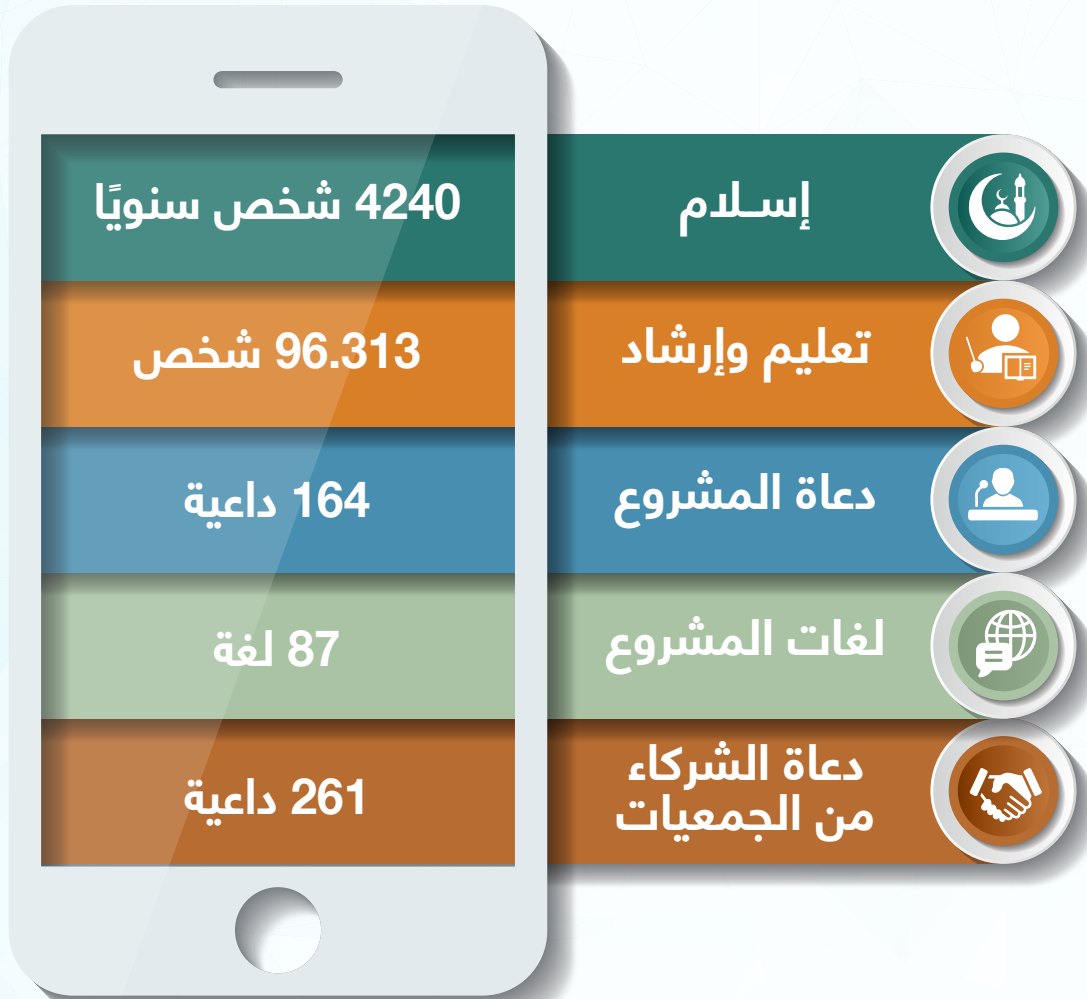 إسـلام
4240 شخص سنويًا
تعليم وإرشاد
96.313 شخص
دعاة المشروع
164 داعية
لغات المشروع
87 لغة
دعاة الشركاء
من الجمعيات
261 داعية